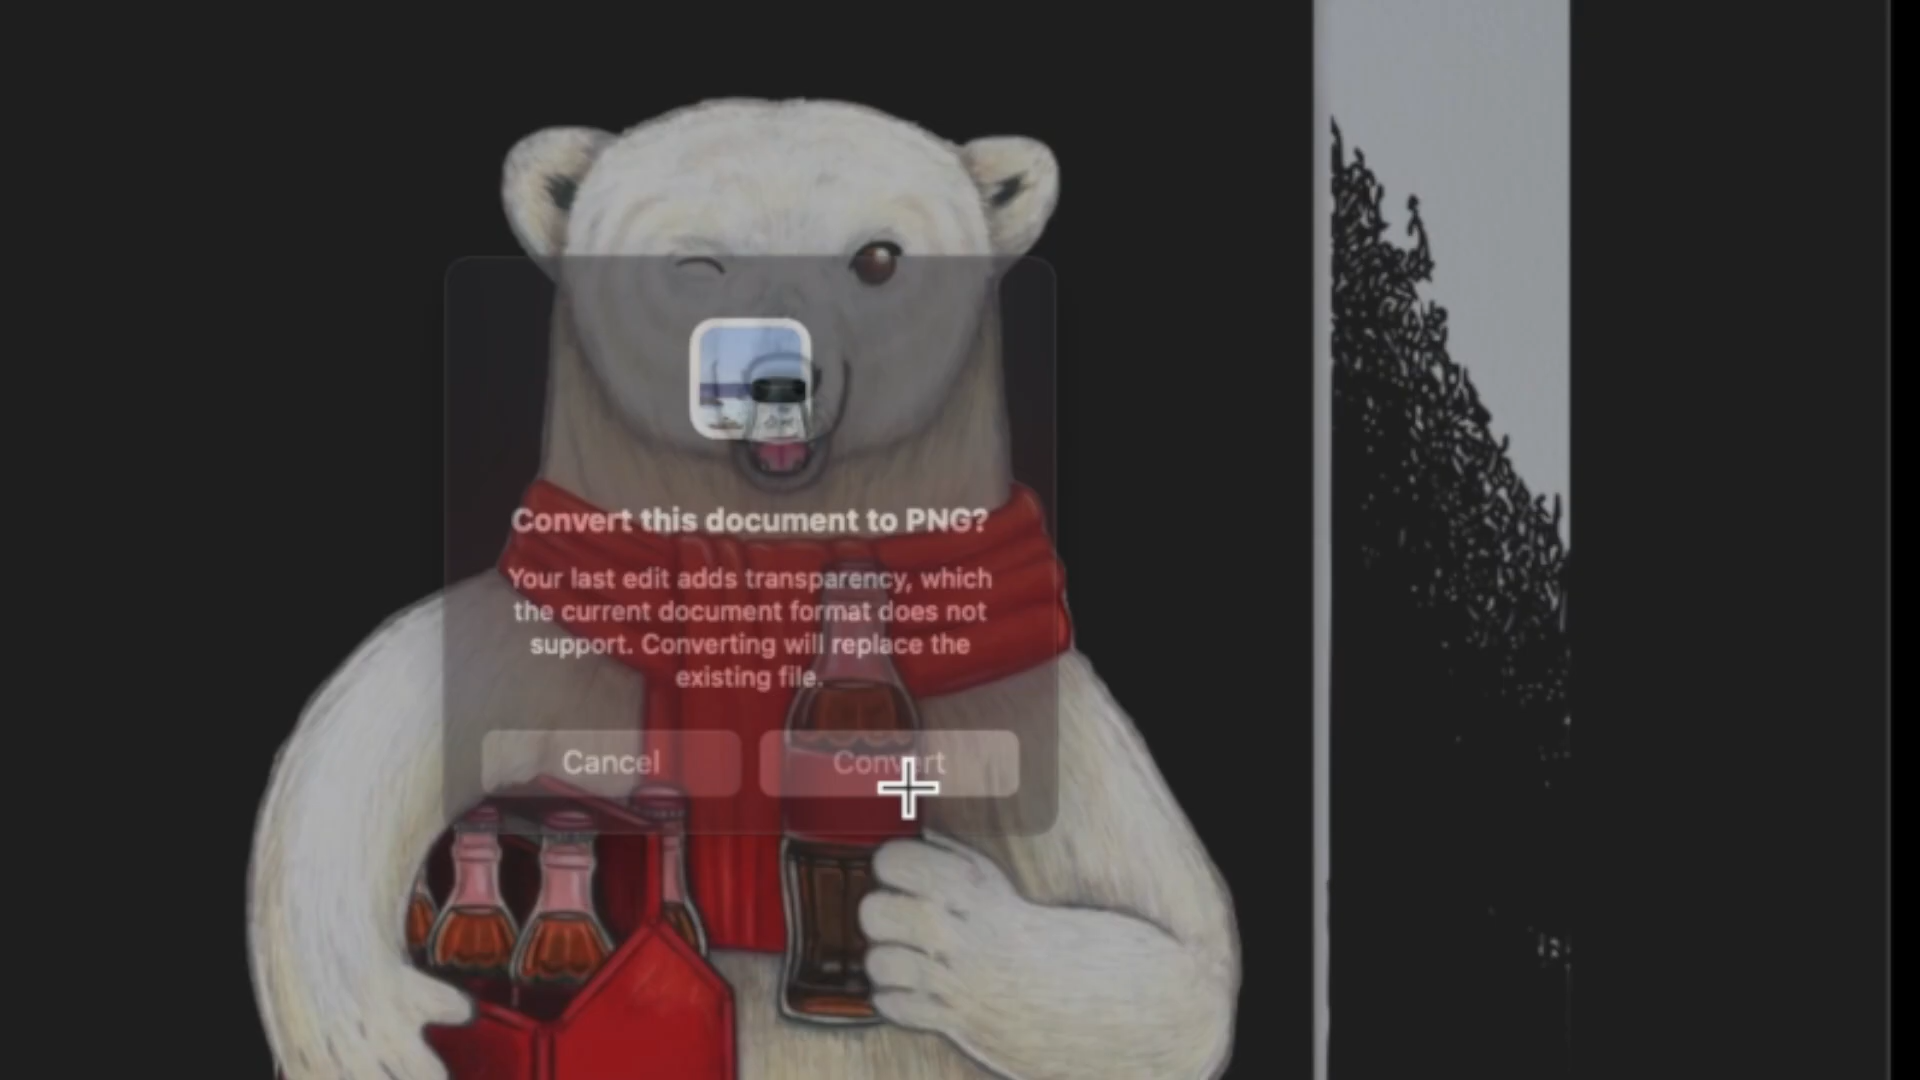 Convert this document to PNG?
Your last edit adds transparency, which
the current document format does not
support. Converting will replace the
existing file.
Cancel
Convert